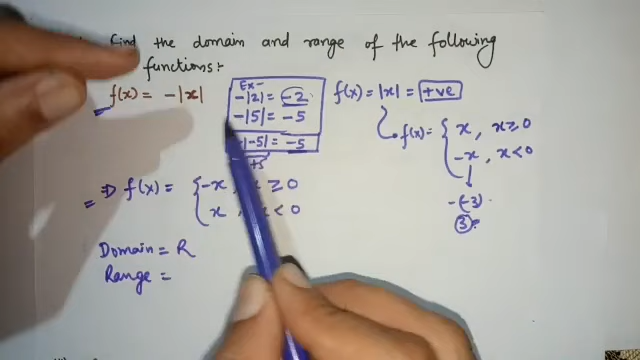 find the domain and range of the following
functions:-
f(x) = -|x|
Ex-
-|2| = -2
-|5| = -5
|-5| = -5
+5
f(x) = |x| = +ve
f(x) = { x, x≥0
-x, x<0
-(-3)
3
⇒ f(x) = { -x, x ≥ 0
x, < 0
Domain = R
Range =